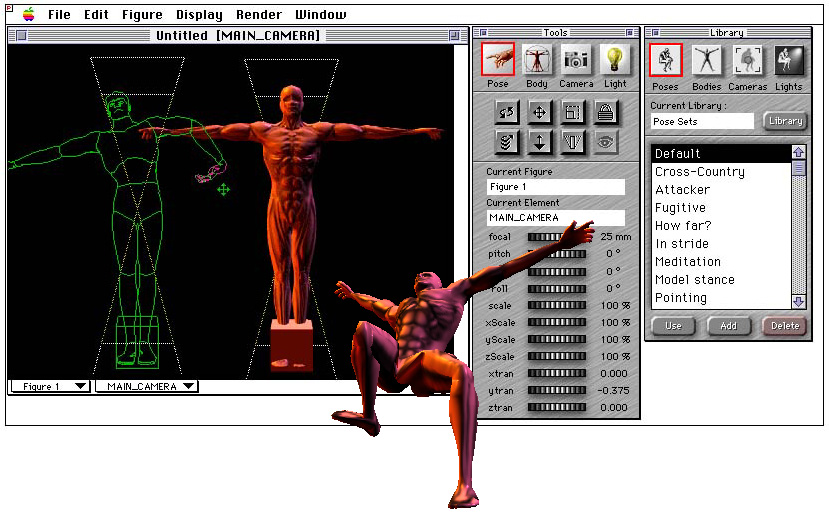 File Edit Figure Display Render Window
Untitled [MAIN_CAMERA]
Figure 1
MAIN_CAMERA
Tools
Pose Body Camera Light
Current Figure
Figure 1
Current Element
MAIN_CAMERA
focal 25 mm
pitch 0 °
0 °
roll 0 °
scale 100 %
xScale 100 %
yScale 100 %
zScale 100 %
xtran 0.000
ytran -0.375
ztran 0.000
Library
Poses Bodies Cameras Lights
Current Library :
Pose Sets
Library
Default
Cross-Country
Attacker
Fugitive
How far?
In stride
Meditation
Model stance
Pointing
Use Add Delete